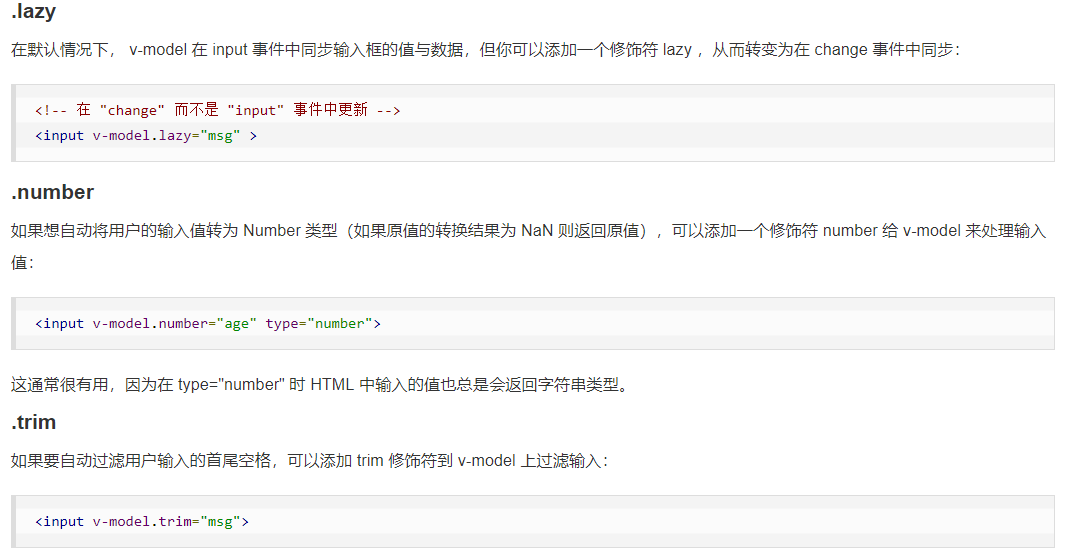 .lazy
在默认情况下， v-model 在 input 事件中同步输入框的值与数据，但你可以添加一个修饰符 lazy ，从而转变为在 change 事件中同步：
<!-- 在 "change" 而不是 "input" 事件中更新 -->
<input v-model.lazy="msg" >
.number
如果想自动将用户的输入值转为 Number 类型（如果原值的转换结果为 NaN 则返回原值），可以添加一个修饰符 number 给 v-model 来处理输入
值：
<input v-model.number="age" type="number">
这通常很有用，因为在 type="number" 时 HTML 中输入的值也总是会返回字符串类型。
.trim
如果要自动过滤用户输入的首尾空格，可以添加 trim 修饰符到 v-model 上过滤输入：
<input v-model.trim="msg">